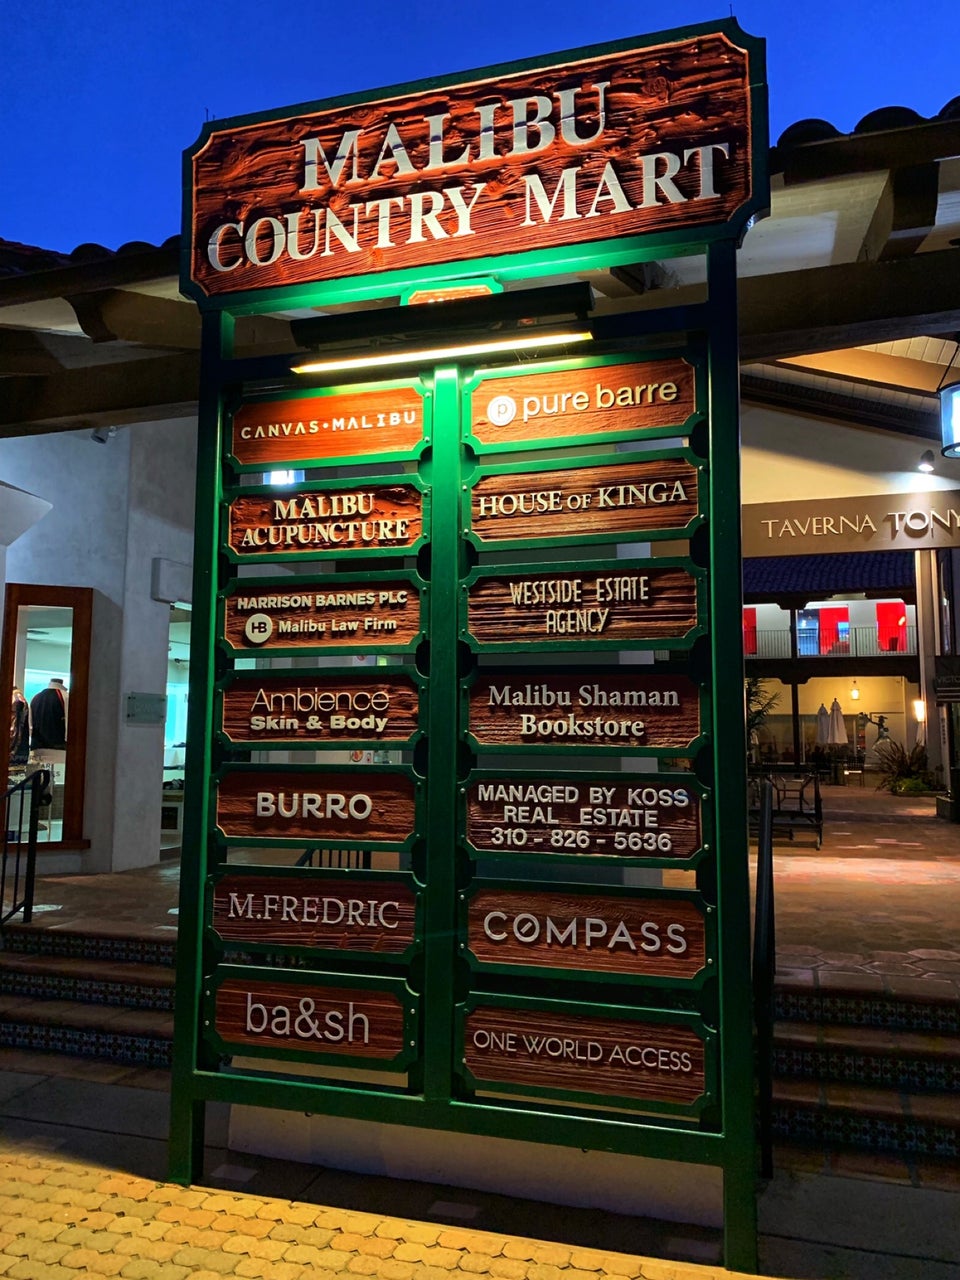 MALIBU
COUNTRY MART
CANVAS•MALIBU
MALIBU
ACUPUNCTURE
HARRISON BARNES PLC
HB Malibu Law Firm
Ambience
Skin & Body
BURRO
M.FREDRIC
ba&sh
p pure barre
HOUSE OF KINGA
WESTSIDE ESTATE
AGENCY
Malibu Shaman
Bookstore
MANAGED BY KOSS
REAL ESTATE
310-826-5636
COMPASS
ONE WORLD ACCESS
TAVERNA TONY